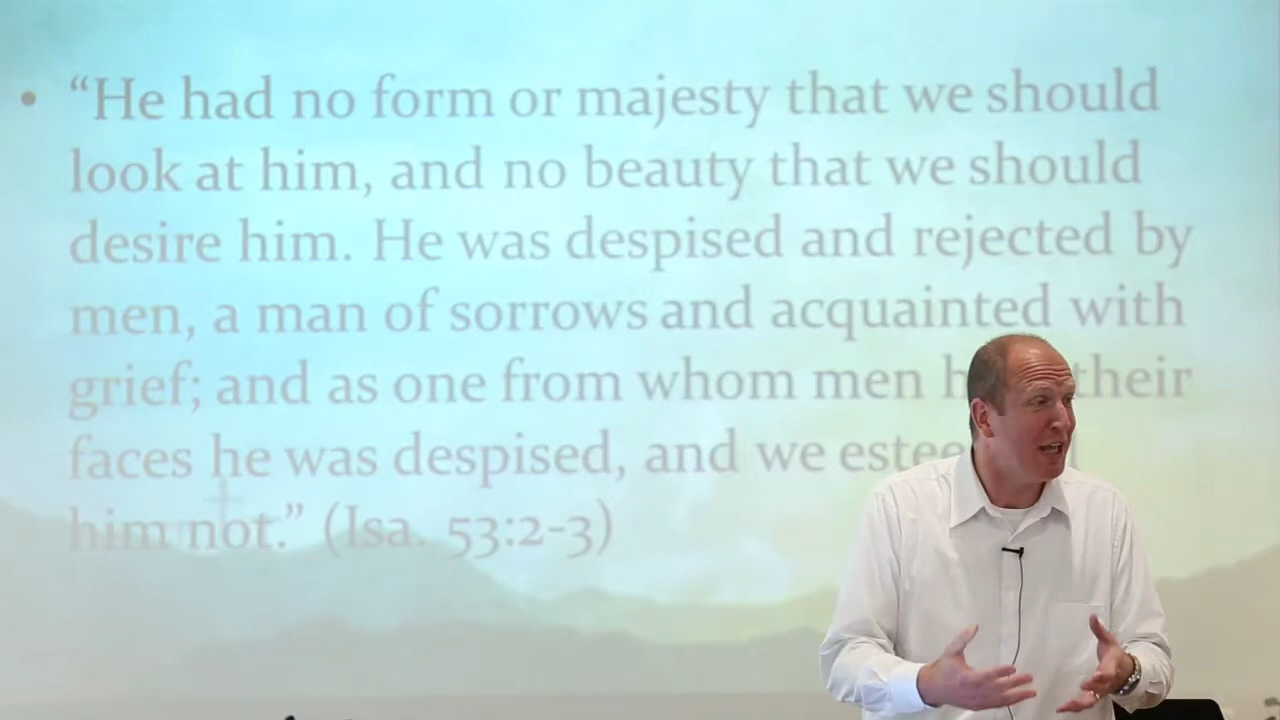 • “He had no form or majesty that we should
look at him, and no beauty that we should
desire him. He was despised and rejected by
men, a man of sorrows and acquainted with
grief; and as one from whom men their
faces he was despised, and we
him not.” (Isa. 53:2-3)